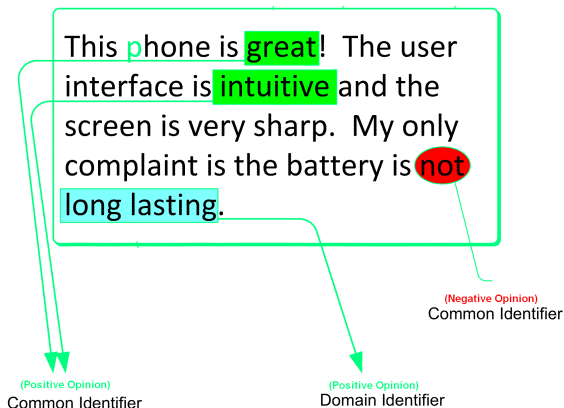 This phone is great! The user
interface is intuitive and the
screen is very sharp. My only
complaint is the battery is not
long lasting.
(Negative Opinion)
Common Identifier
(Positive Opinion)
Common Identifier
(Positive Opinion)
Domain Identifier